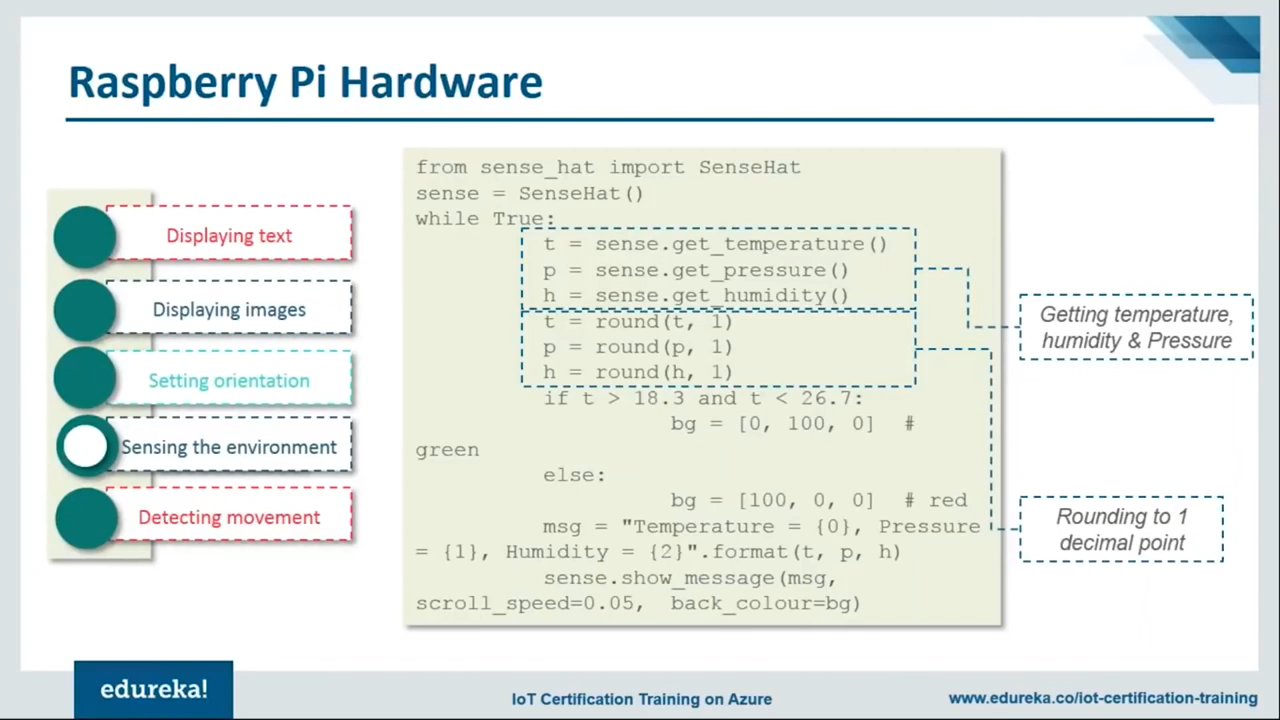 Raspberry Pi Hardware
Displaying text
Displaying images
Setting orientation
Sensing the environment
Detecting movement
from sense_hat import SenseHat
sense = SenseHat()
while True:
t = sense.get_temperature()
p = sense.get_pressure()
h = sense.get_humidity()
t = round(t, 1)
p = round(p, 1)
h = round(h, 1)
if t > 18.3 and t < 26.7:
bg = [0, 100, 0]  #
green
else:
bg = [100, 0, 0]  # red
msg = "Temperature = {0}, Pressure
= {1}, Humidity = {2}".format(t, p, h)
sense.show_message(msg,
scroll_speed=0.05,  back_colour=bg)
Getting temperature,
humidity & Pressure
Rounding to 1
decimal point
edureka!
IoT Certification Training on Azure
www.edureka.co/iot-certification-training